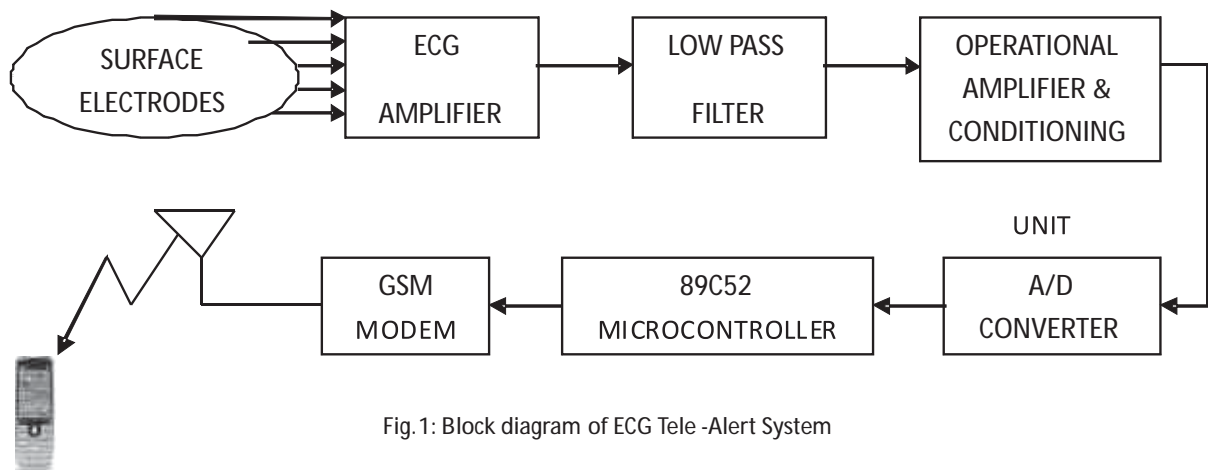 SURFACE
ELECTRODES
ECG
AMPLIFIER
LOW PASS
FILTER
OPERATIONAL
AMPLIFIER &
CONDITIONING
UNIT
A/D
CONVERTER
89C52
MICROCONTROLLER
GSM
MODEM
Fig.1: Block diagram of ECG Tele -Alert System